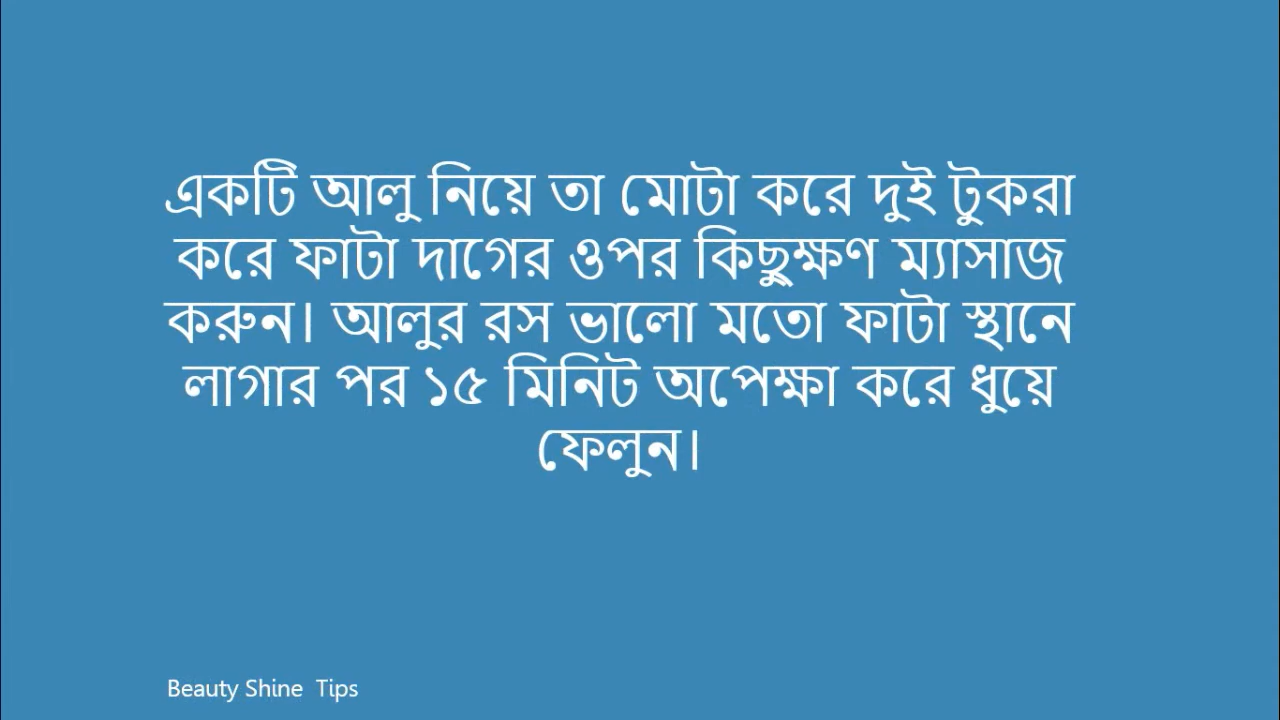 একটি আলু নিয়ে তা মোটা করে দুই টুকরা
করে ফাটা দাগের ওপর কিছুক্ষণ ম্যাসাজ
করুন। আলুর রস ভালো মতো ফাটা স্থানে
লাগার পর ১৫ মিনিট অপেক্ষা করে ধুয়ে
ফেলুন।
Beauty Shine Tips